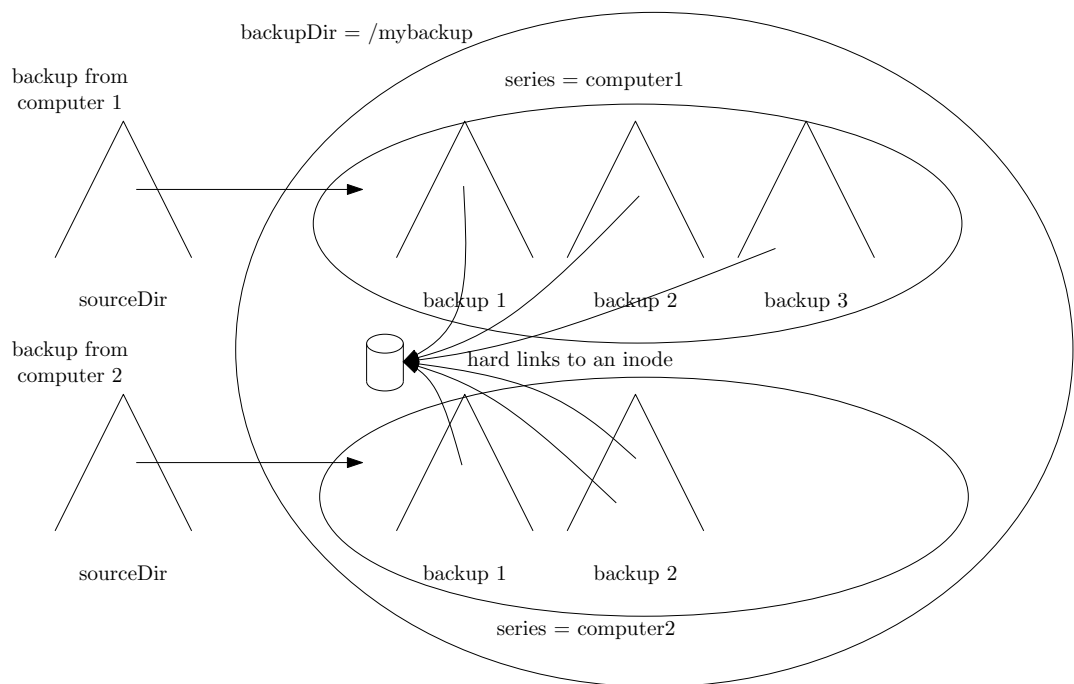 backupDir = /mybackup
series = computer1
backup from
computer 1
sourceDir
backup 1
backup 2
backup 3
backup from
computer 2
hard links to an inode
sourceDir
backup 1
backup 2
series = computer2